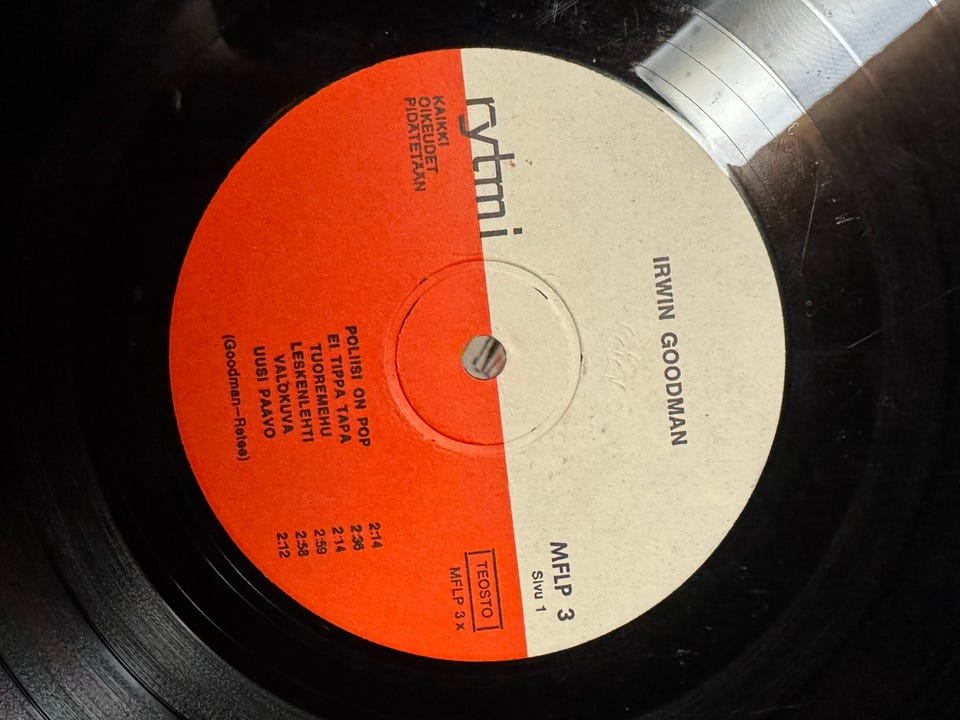 IRWIN GOODMAN
MFLP 3
Sivu 1
rytmi
KAIKKI
OIKEUDET
PIDÄTETÄÄN
TEOSTO
MFLP 3 x
POLIISI ON POP 2:14
EI TIPPA TAPA 2:36
TUOREMEHU 2:14
LESKENLEHTI 2:59
VALOKUVA 2:58
UUSI PAAVO 2:12
(Goodman—Retee)